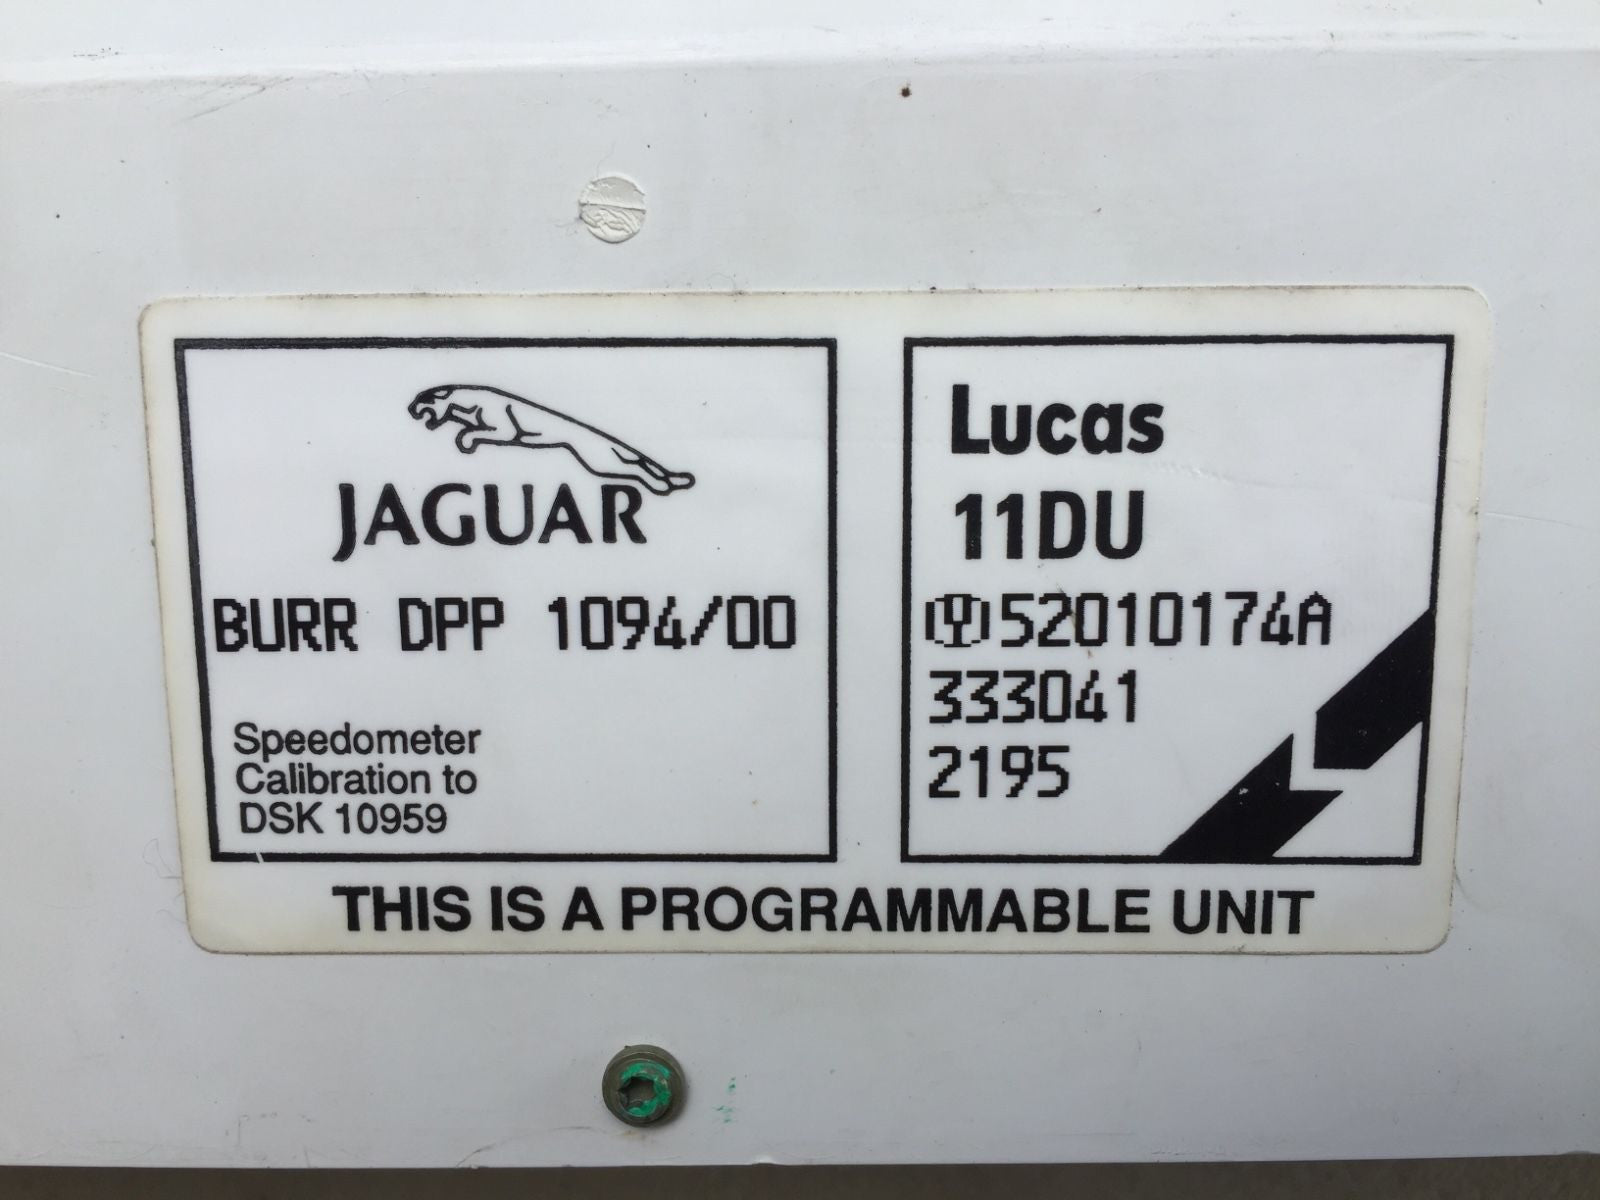 JAGUAR
BURR DPP 1094/00
Speedometer
Calibration to
DSK 10959
Lucas
11DU
52010174A
333041
2195
THIS IS A PROGRAMMABLE UNIT